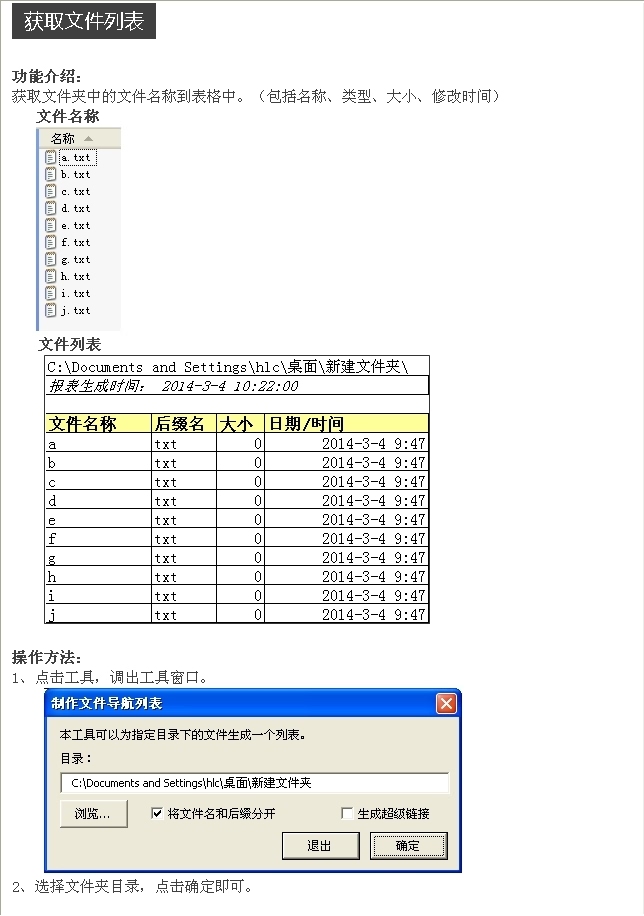 获取文件列表
功能介绍：
获取文件夹中的文件名称到表格中。（包括名称、类型、大小、修改时间）
文件名称
名称
a.txt
b.txt
c.txt
d.txt
e.txt
f.txt
g.txt
h.txt
i.txt
j.txt
文件列表
C:\Documents and Settings\hlc\桌面\新建文件夹\
报表生成时间： 2014-3-4 10:22:00
文件名称 后缀名 大小 日期/时间
a txt 0 2014-3-4 9:47
b txt 0 2014-3-4 9:47
c txt 0 2014-3-4 9:47
d txt 0 2014-3-4 9:47
e txt 0 2014-3-4 9:47
f txt 0 2014-3-4 9:47
g txt 0 2014-3-4 9:47
h txt 0 2014-3-4 9:47
i txt 0 2014-3-4 9:47
j txt 0 2014-3-4 9:47
操作方法：
1、点击工具，调出工具窗口。
制作文件导航列表
本工具可以为指定目录下的文件生成一个列表。
目录：
C:\Documents and Settings\hlc\桌面\新建文件夹
浏览... 将文件名和后缀分开 生成超级链接
退出 确定
2、选择文件夹目录，点击确定即可。